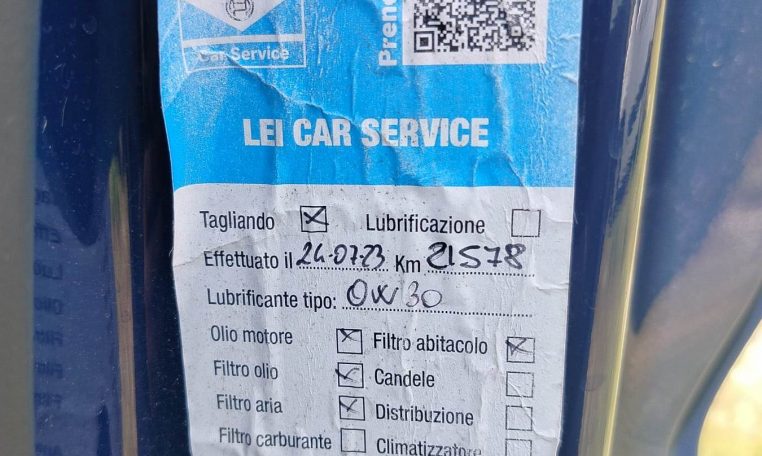 Car Service
Pren
LEI CAR SERVICE
Tagliando Lubrificazione
Effettuato il 24-07-23 Km 21578
Lubrificante tipo: 0W30
Olio motore Filtro abitacolo
Filtro olio Candele
Filtro aria Distribuzione
Filtro carburante Climatizzatore